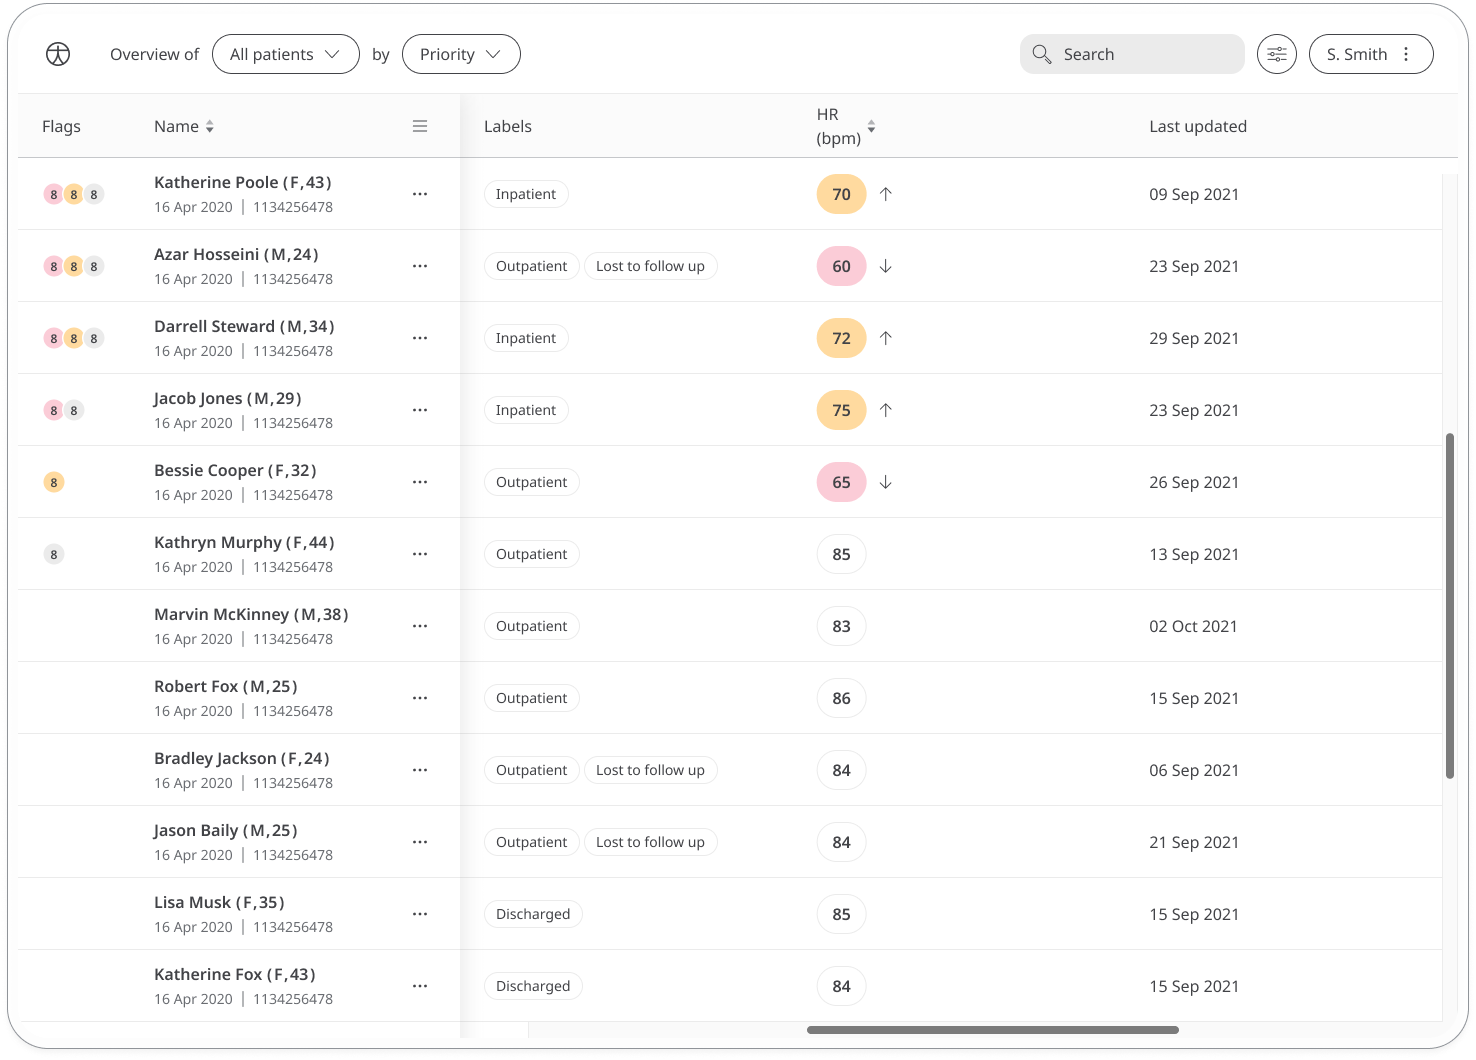 Overview of All patients by Priority Search S. Smith
Flags Name Labels HR (bpm) Last updated
8 8 8 Katherine Poole (F,43) Inpatient 70 ↑ 09 Sep 2021
16 Apr 2020 | 1134256478
8 8 8 Azar Hosseini (M,24) Outpatient Lost to follow up 60 ↓ 23 Sep 2021
16 Apr 2020 | 1134256478
8 8 8 Darrell Steward (M,34) Inpatient 72 ↑ 29 Sep 2021
16 Apr 2020 | 1134256478
8 8 Jacob Jones (M,29) Inpatient 75 ↑ 23 Sep 2021
16 Apr 2020 | 1134256478
8 Bessie Cooper (F,32) Outpatient 65 ↓ 26 Sep 2021
16 Apr 2020 | 1134256478
8 Kathryn Murphy (F,44) Outpatient 85 13 Sep 2021
16 Apr 2020 | 1134256478
Marvin McKinney (M,38) Outpatient 83 02 Oct 2021
16 Apr 2020 | 1134256478
Robert Fox (M,25) Outpatient 86 15 Sep 2021
16 Apr 2020 | 1134256478
Bradley Jackson (F,24) Outpatient Lost to follow up 84 06 Sep 2021
16 Apr 2020 | 1134256478
Jason Baily (M,25) Outpatient Lost to follow up 84 21 Sep 2021
16 Apr 2020 | 1134256478
Lisa Musk (F,35) Discharged 85 15 Sep 2021
16 Apr 2020 | 1134256478
Katherine Fox (F,43) Discharged 84 15 Sep 2021
16 Apr 2020 | 1134256478